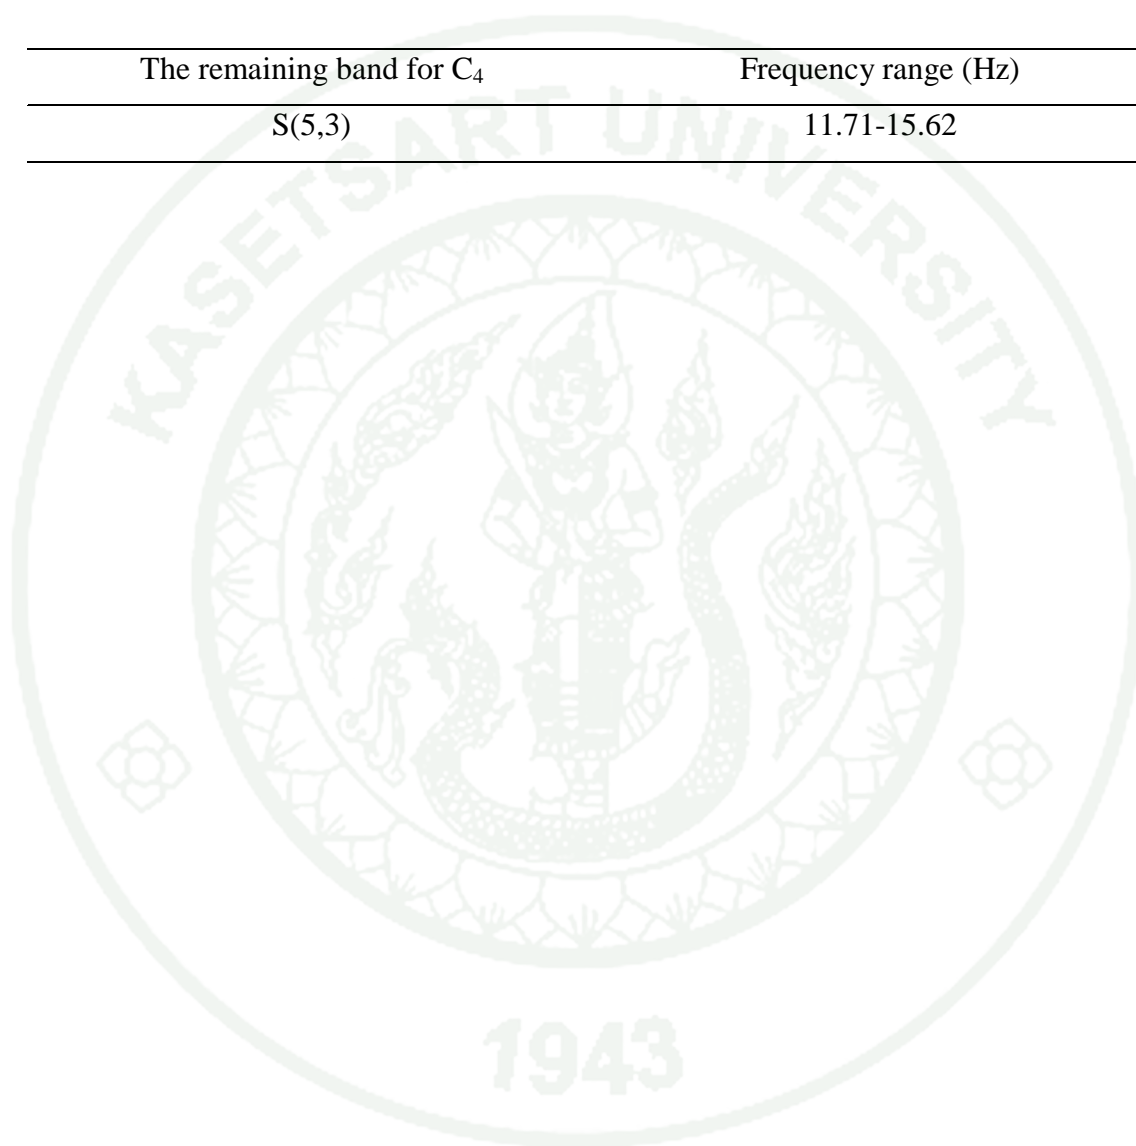 The remaining band for C4 Frequency range (Hz)
S(5,3) 11.71-15.62
KASETSART UNIVERSITY
1943